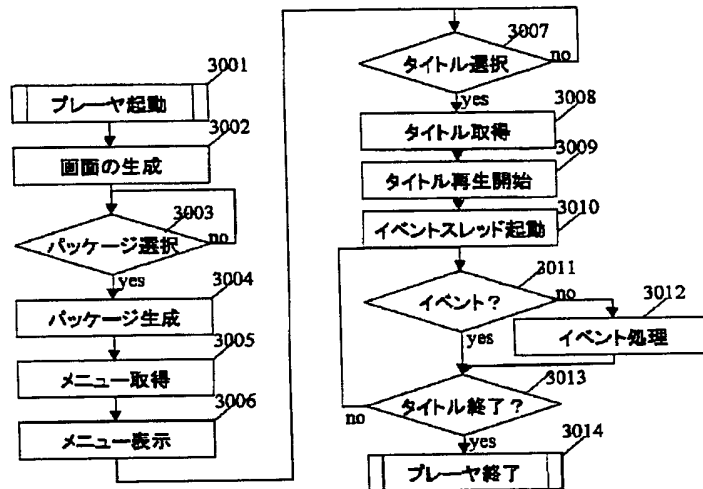 3001
プレーヤ起動
3002
画面の生成
3003
パッケージ選択
no
yes
3004
パッケージ生成
3005
メニュー取得
3006
メニュー表示
3007
タイトル選択
no
yes
3008
タイトル取得
3009
タイトル再生開始
3010
イベントスレッド起動
3011
イベント？
no
yes
3012
イベント処理
3013
タイトル終了？
no
yes
3014
プレーヤ終了